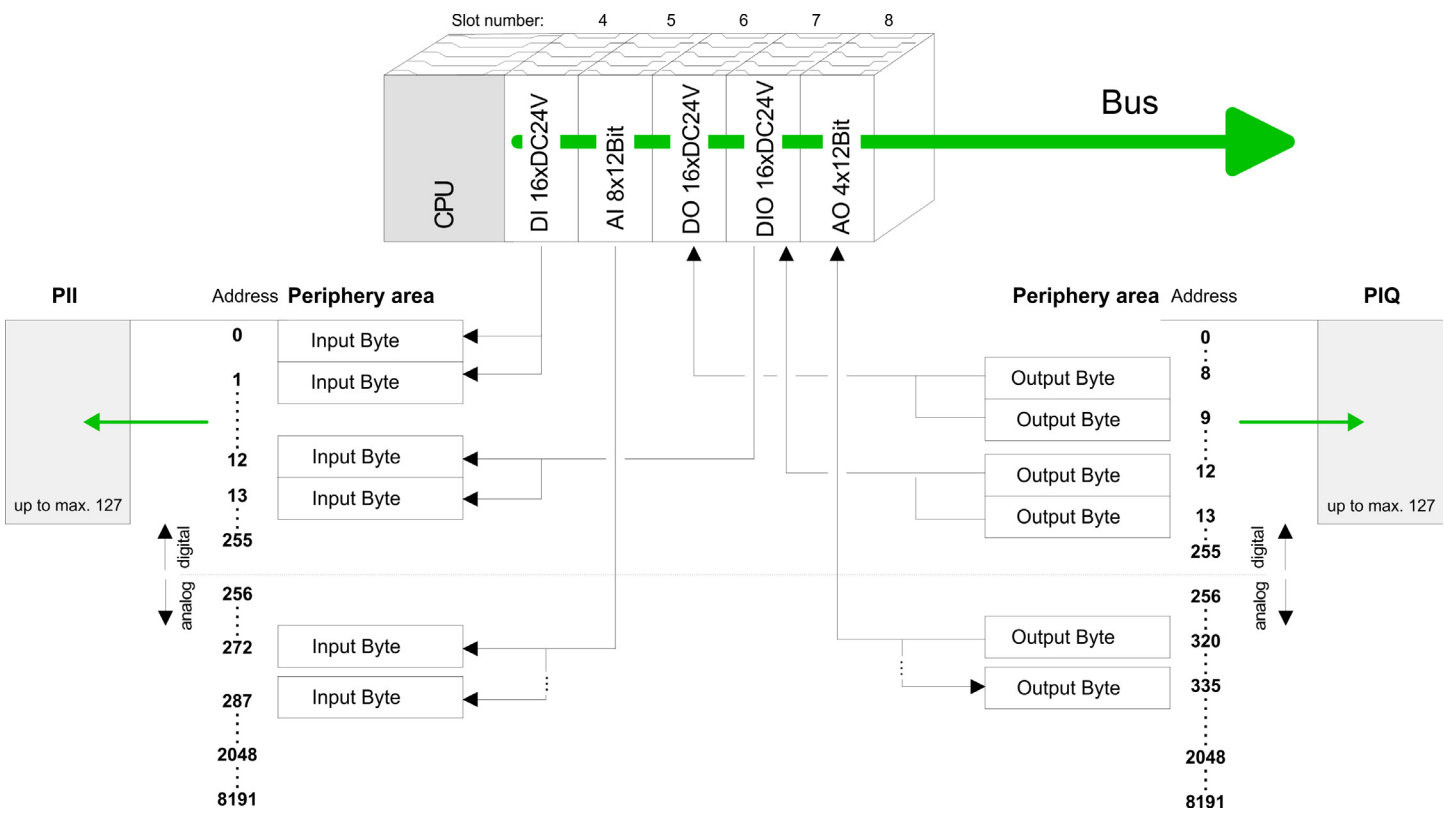 Slot number: 4 5 6 7 8
Bus
CPU
DI 16xDC24V
AI 8x12Bit
DO 16xDC24V
DIO 16xDC24V
AO 4x12Bit
PII
Address Periphery area
0
Input Byte
1
Input Byte
12
Input Byte
13
Input Byte
up to max. 127
255
digital
analog
256
272
Input Byte
287
Input Byte
2048
8191
Periphery area Address
PIQ
0
Output Byte
8
Output Byte
9
Output Byte
12
Output Byte
13
up to max. 127
255
digital
analog
256
Output Byte
320
Output Byte
335
2048
8191